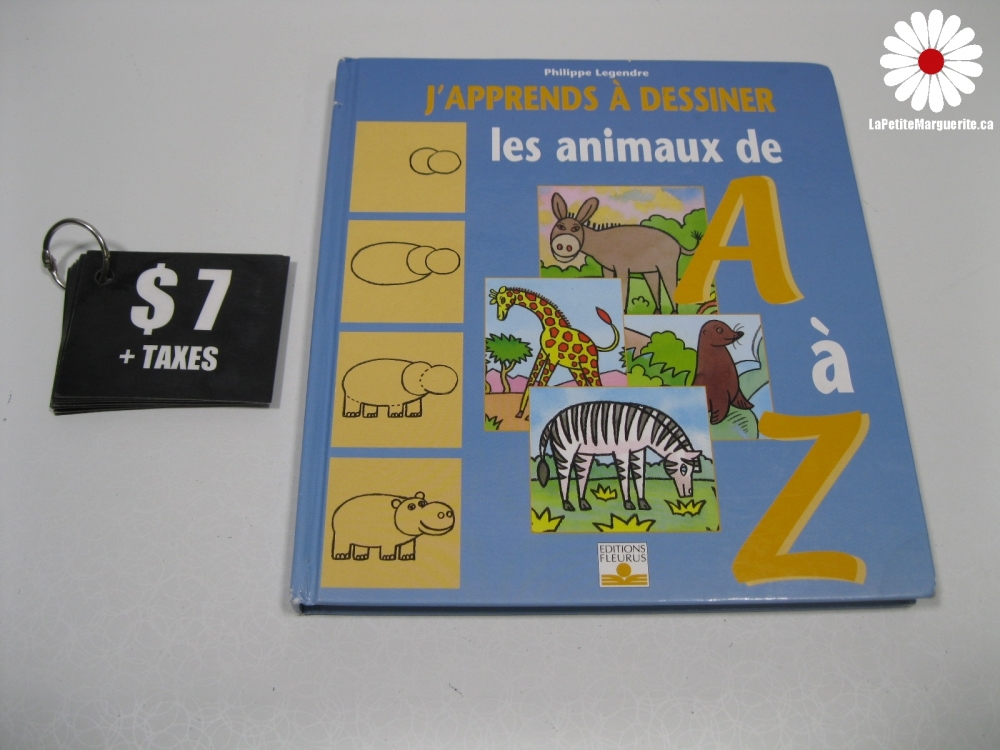 LaPetiteMarguerite.ca
$ 7
+ TAXES
Philippe Legendre
J'APPRENDS À DESSINER
les animaux de
A
à
Z
EDITIONS
FLEURUS